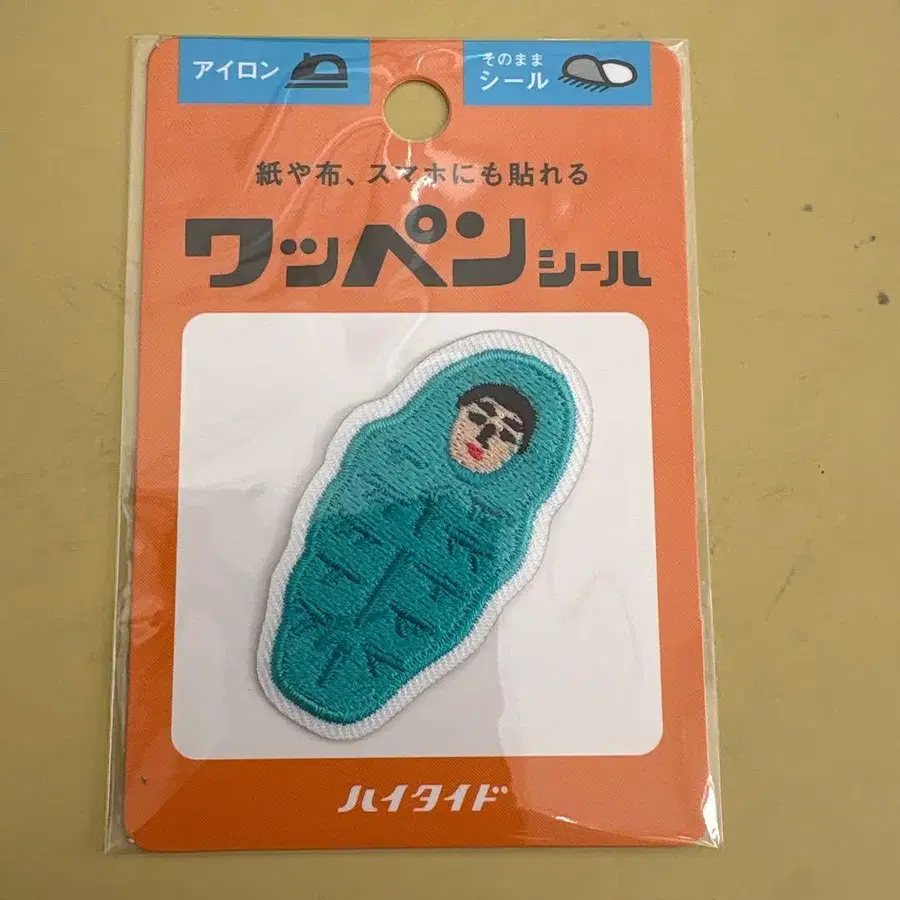 アイロン
そのまま
シール
紙や布、スマホにも貼れる
ワッペンシール
ハイタイド